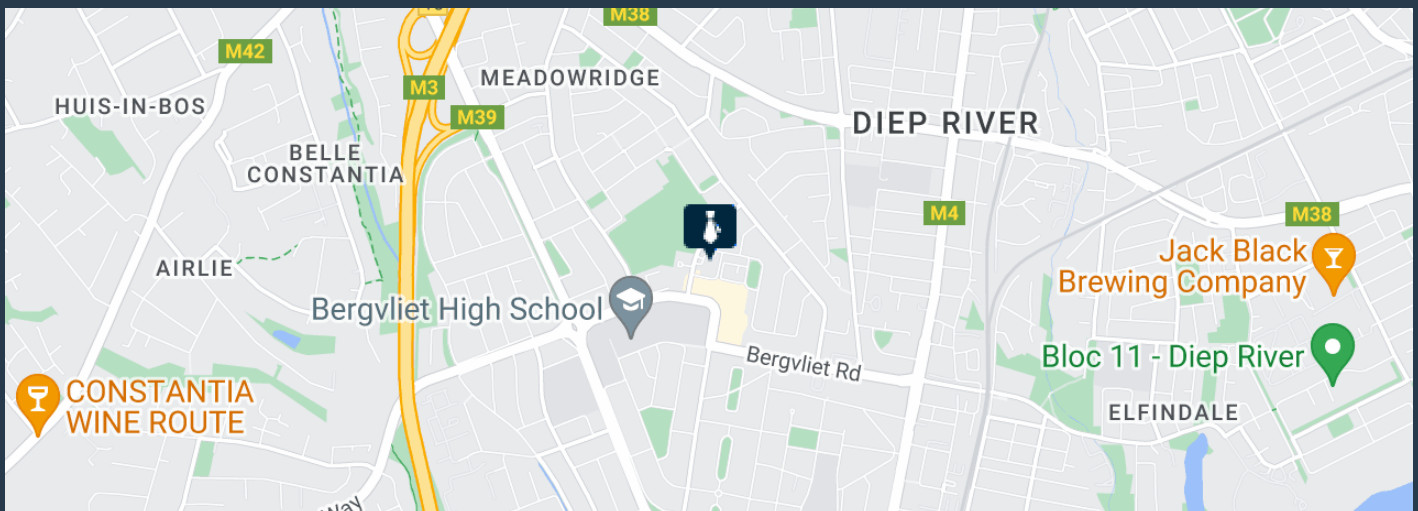 M38
M42
MEADOWRIDGE
M3
HUIS-IN-BOS
M39
DIEP RIVER
BELLE
CONSTANTIA
M4
M38
Jack Black
Brewing Company
AIRLIE
Bergvliet High School
Bergvliet Rd
Bloc 11 - Diep River
CONSTANTIA
WINE ROUTE
ELFINDALE
Way